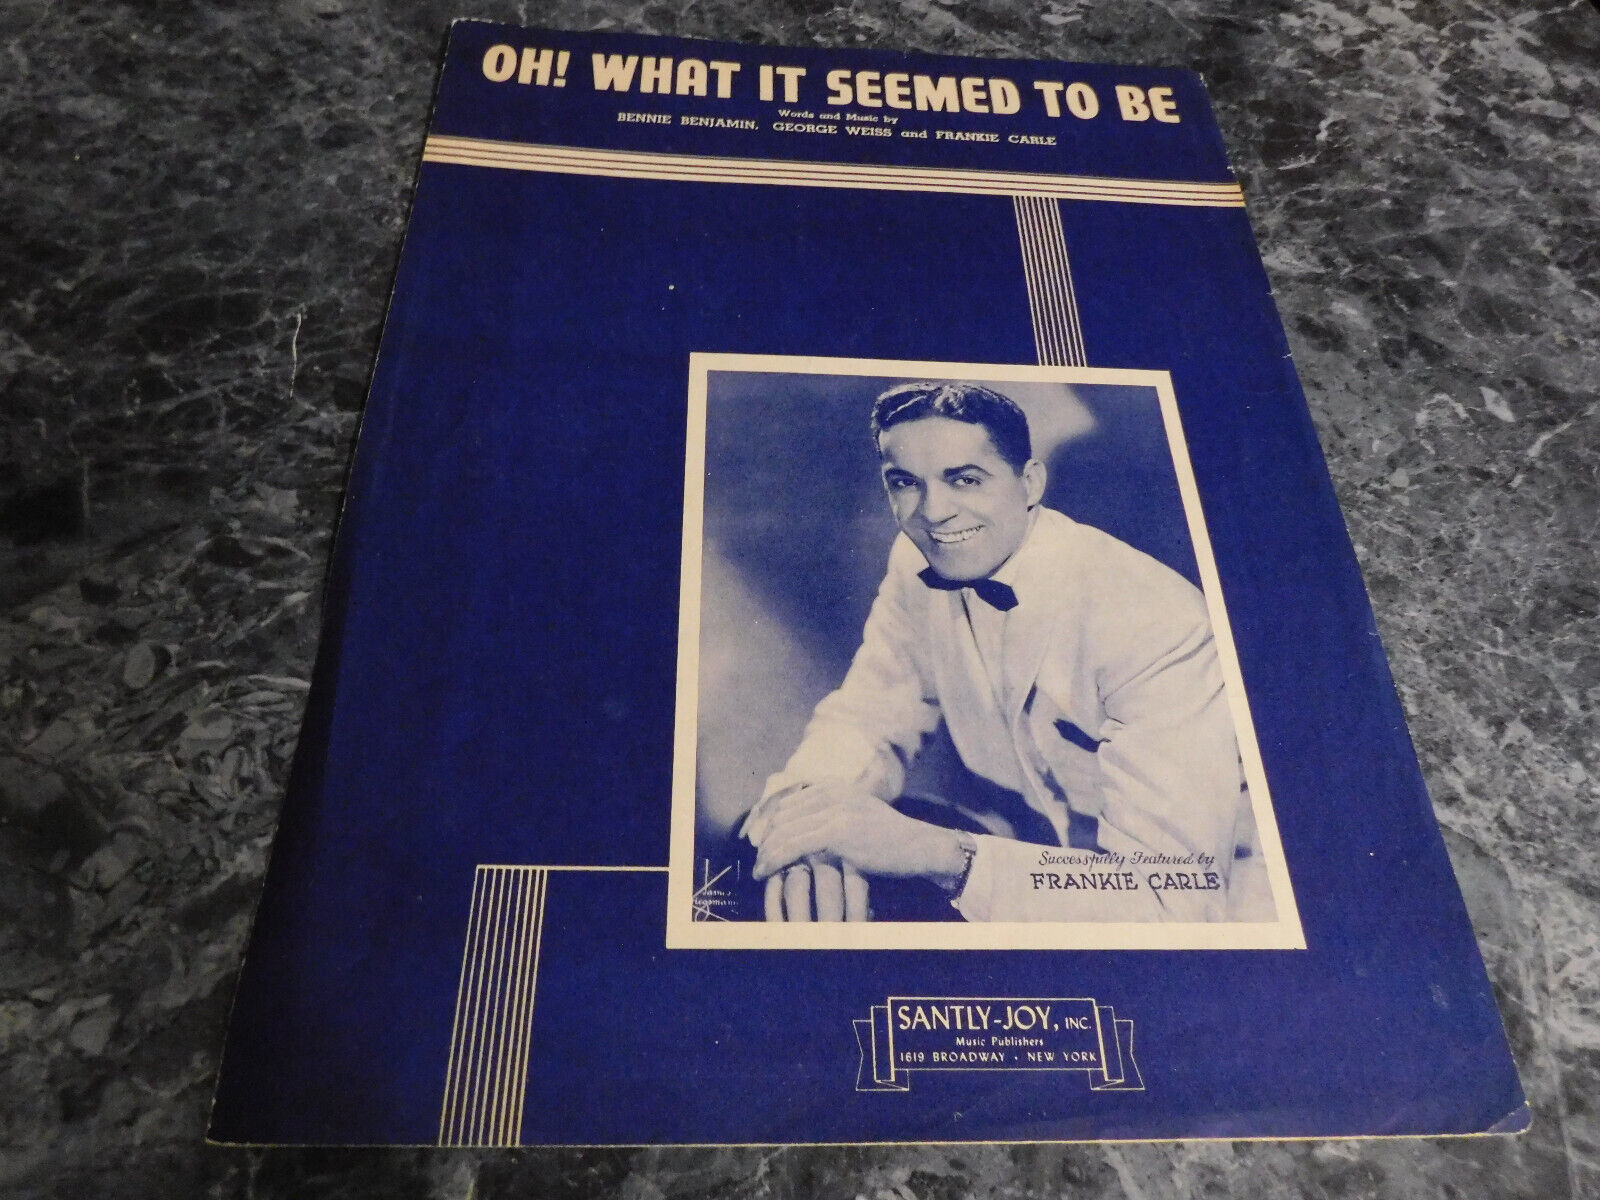 OH! WHAT IT SEEMED TO BE
Words and Music by
BENNIE BENJAMIN, GEORGE WEISS and FRANKIE CARLE
Successfully Featured by
FRANKIE CARLE
SANTLY-JOY, INC.
Music Publishers
1619 BROADWAY • NEW YORK